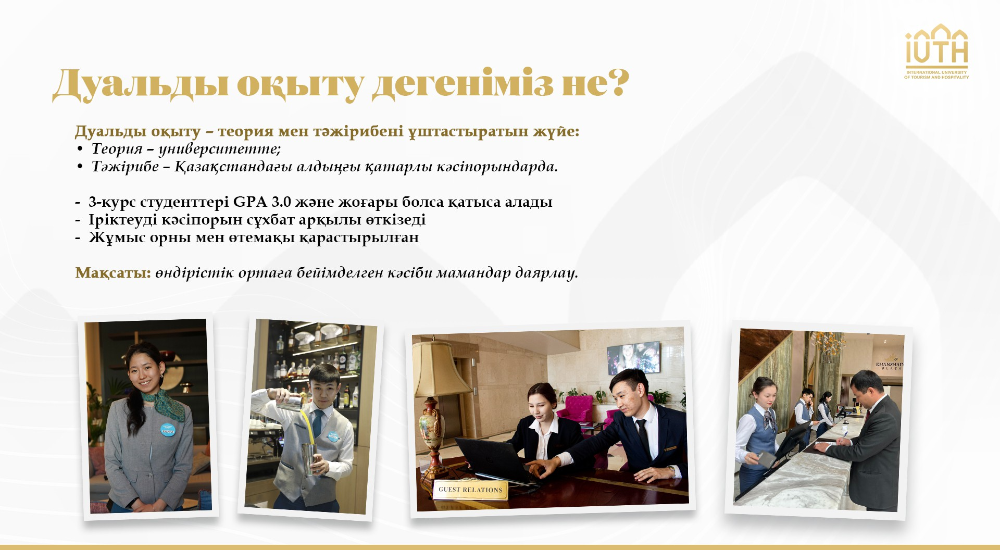 iUTH
INTERNATIONAL UNIVERSITY
OF TOURISM AND HOSPITALITY
Дуальды оқыту дегеніміз не?
Дуальды оқыту – теория мен тәжірибені ұштастыратын жүйе:
• Теория – университетте;
• Тәжірибе – Қазақстандағы алдыңғы қатарлы кәсіпорындарда.
- 3-курс студенттері GPA 3.0 және жоғары болса қатыса алады
- Іріктеуді кәсіпорын сұхбат арқылы өткізеді
- Жұмыс орны мен өтемақы қарастырылған
Мақсаты: өндірістік ортаға бейімделген кәсіби мамандар даярлау.
GUEST RELATIONS
PLAZA